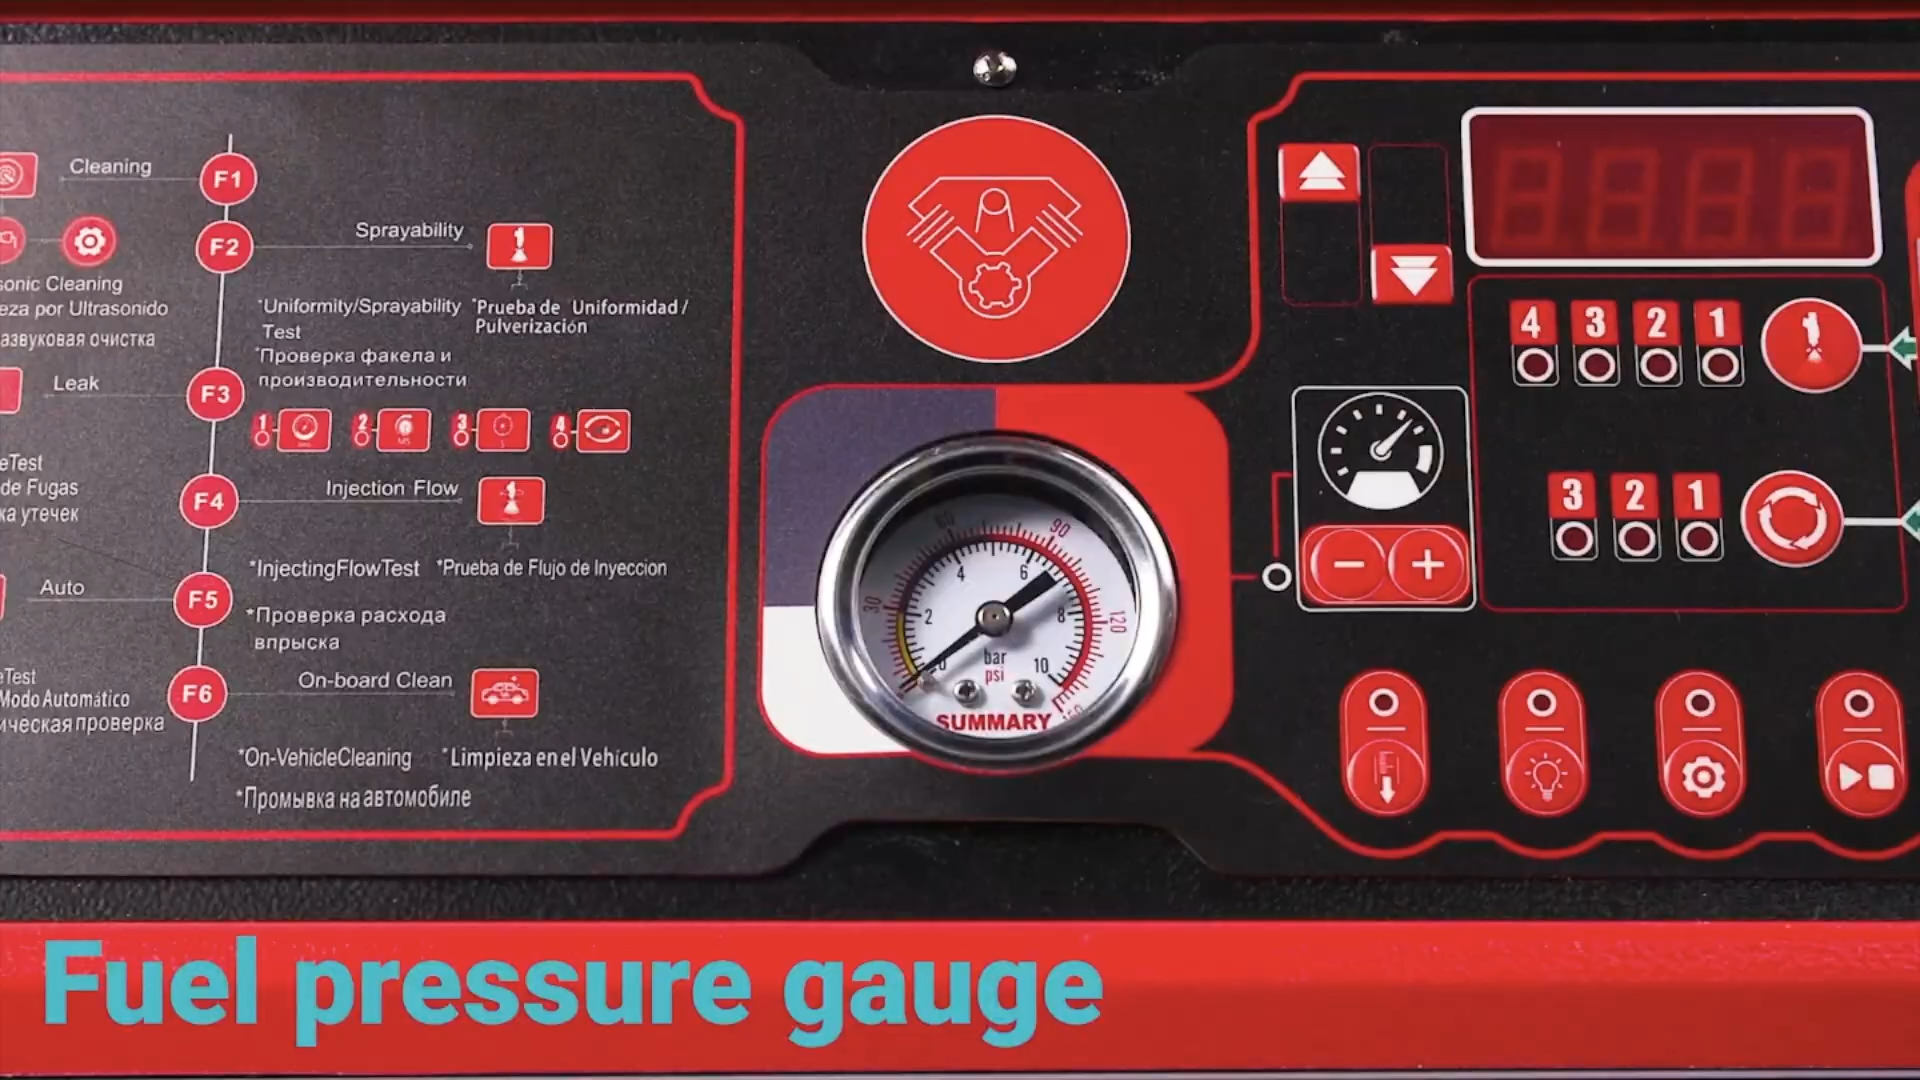 Cleaning
F1
F2
Sprayability
sonic Cleaning
eza por Ultrasonido
азвуковая очистка
*Uniformity/Sprayability
Test
*Prueba de Uniformidad /
Pulverización
*Проверка факела и
производительности
Leak
F3
1 2 3 4
eTest
de Fugas
ка утечек
F4
Injection Flow
*InjectingFlowTest *Prueba de Flujo de Inyeccion
*Проверка расхода
впрыска
Auto
F5
eTest
Modo Automático
ическая проверка
F6
On-board Clean
*On-VehicleCleaning *Limpieza en el Vehículo
*Промывка на автомобиле
30 60 90 120 150
0 2 4 6 8 10
bar
psi
SUMMARY
8888
4 3 2 1
3 2 1
- +
Fuel pressure gauge